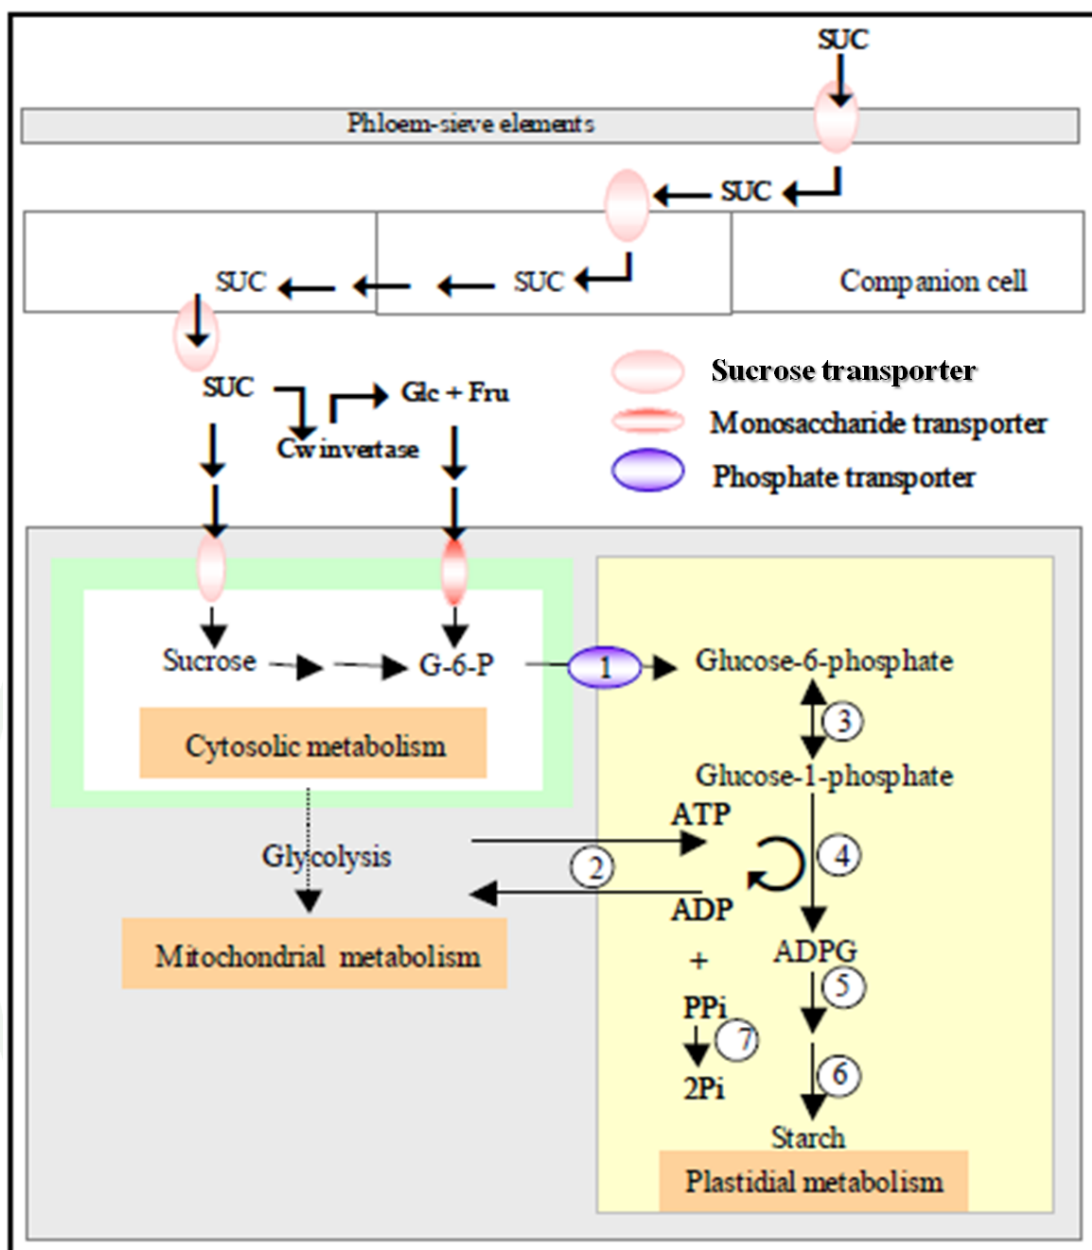 SUC
Phloem-sieve elements
SUC
SUC
SUC
Companion cell
SUC
Glc + Fru
Cw invertase
Sucrose transporter
Monosaccharide transporter
Phosphate transporter
Sucrose
G-6-P
1
Glucose-6-phosphate
3
Cytosolic metabolism
Glucose-1-phosphate
ATP
Glycolysis
2
4
ADP
Mitochondrial metabolism
+
ADPG
5
PPi
7
6
2Pi
Starch
Plastidial metabolism